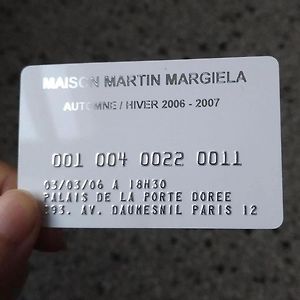 MAISON MARTIN MARGIELA
AUTOMNE / HIVER 2006 - 2007
001 004 0022 0011
03/03/06 A 18H30
PALAIS DE LA PORTE DOREE
293. AV. DAUMESNIL PARIS 12